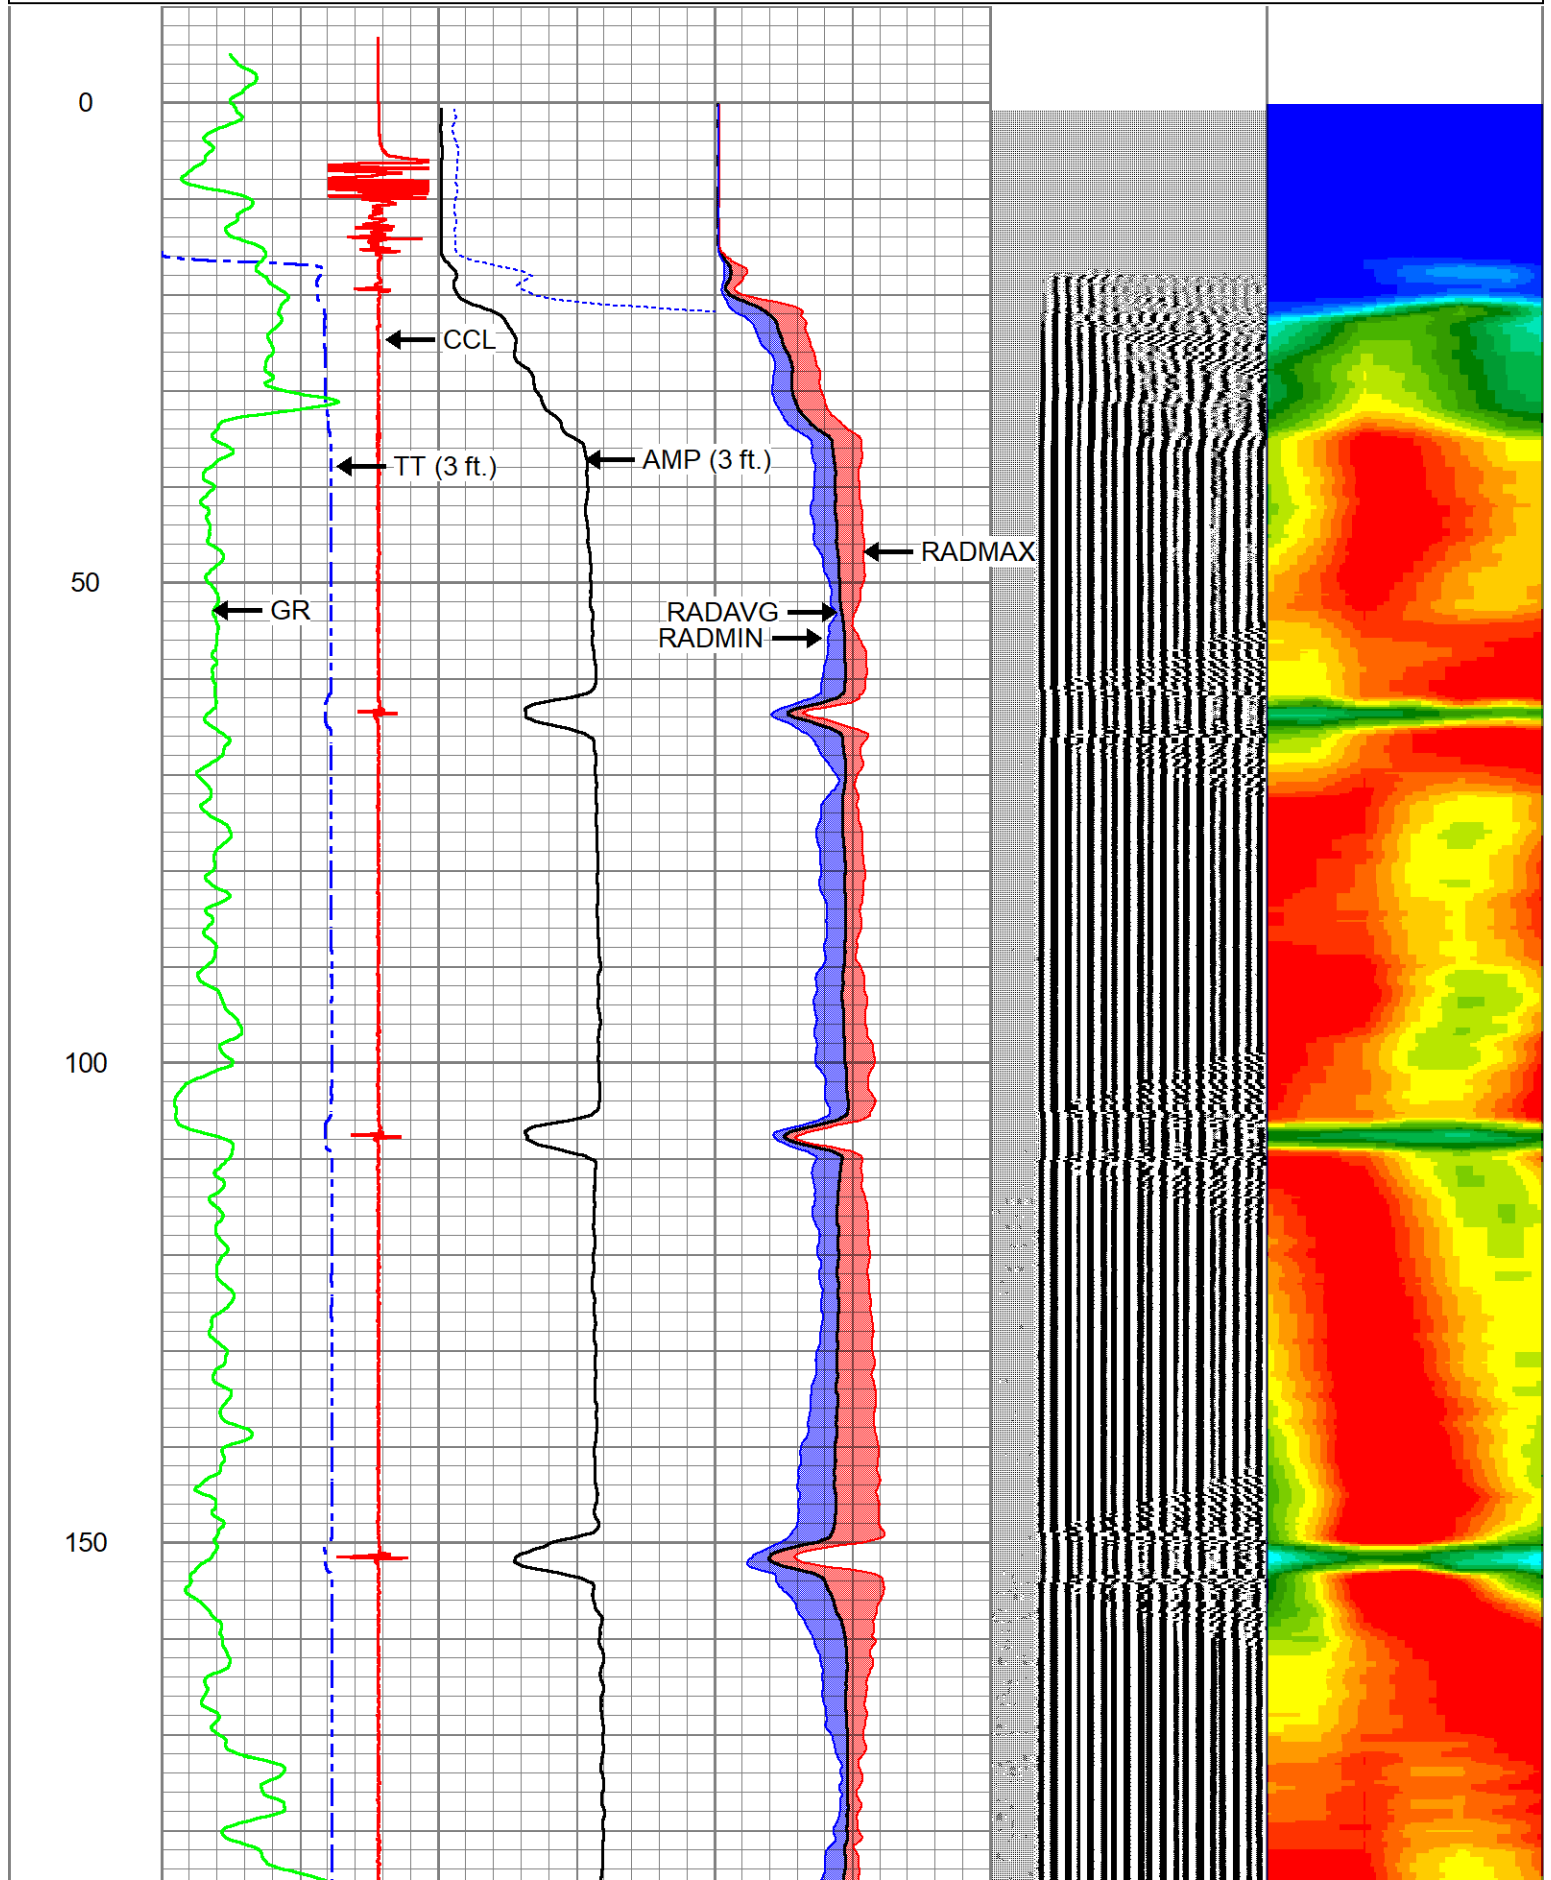 0
CCL
AMP (3 ft.)
TT (3 ft.)
RADMAX
50
GR
RADAVG
RADMIN
100
150